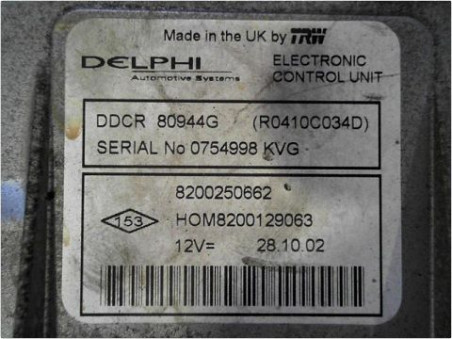 Made in the UK by TRW
DELPHI
Automotive Systems
ELECTRONIC
CONTROL UNIT
DDCR 80944G (R0410C034D)
SERIAL No 0754998 KVG
8200250662
153 HOM8200129063
12V= 28.10.02